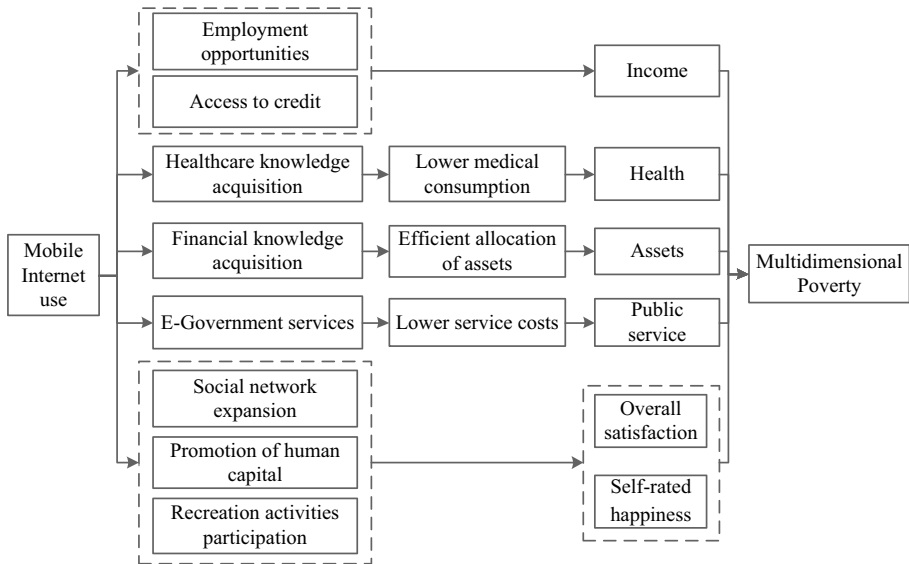 Mobile
Internet
use
Employment
opportunities
Access to credit
Income
Healthcare knowledge
acquisition
Lower medical
consumption
Health
Financial knowledge
acquisition
Efficient allocation
of assets
Assets
E-Government services
Lower service costs
Public
service
Social network
expansion
Promotion of human
capital
Recreation activities
participation
Overall
satisfaction
Self-rated
happiness
Multidimensional
Poverty